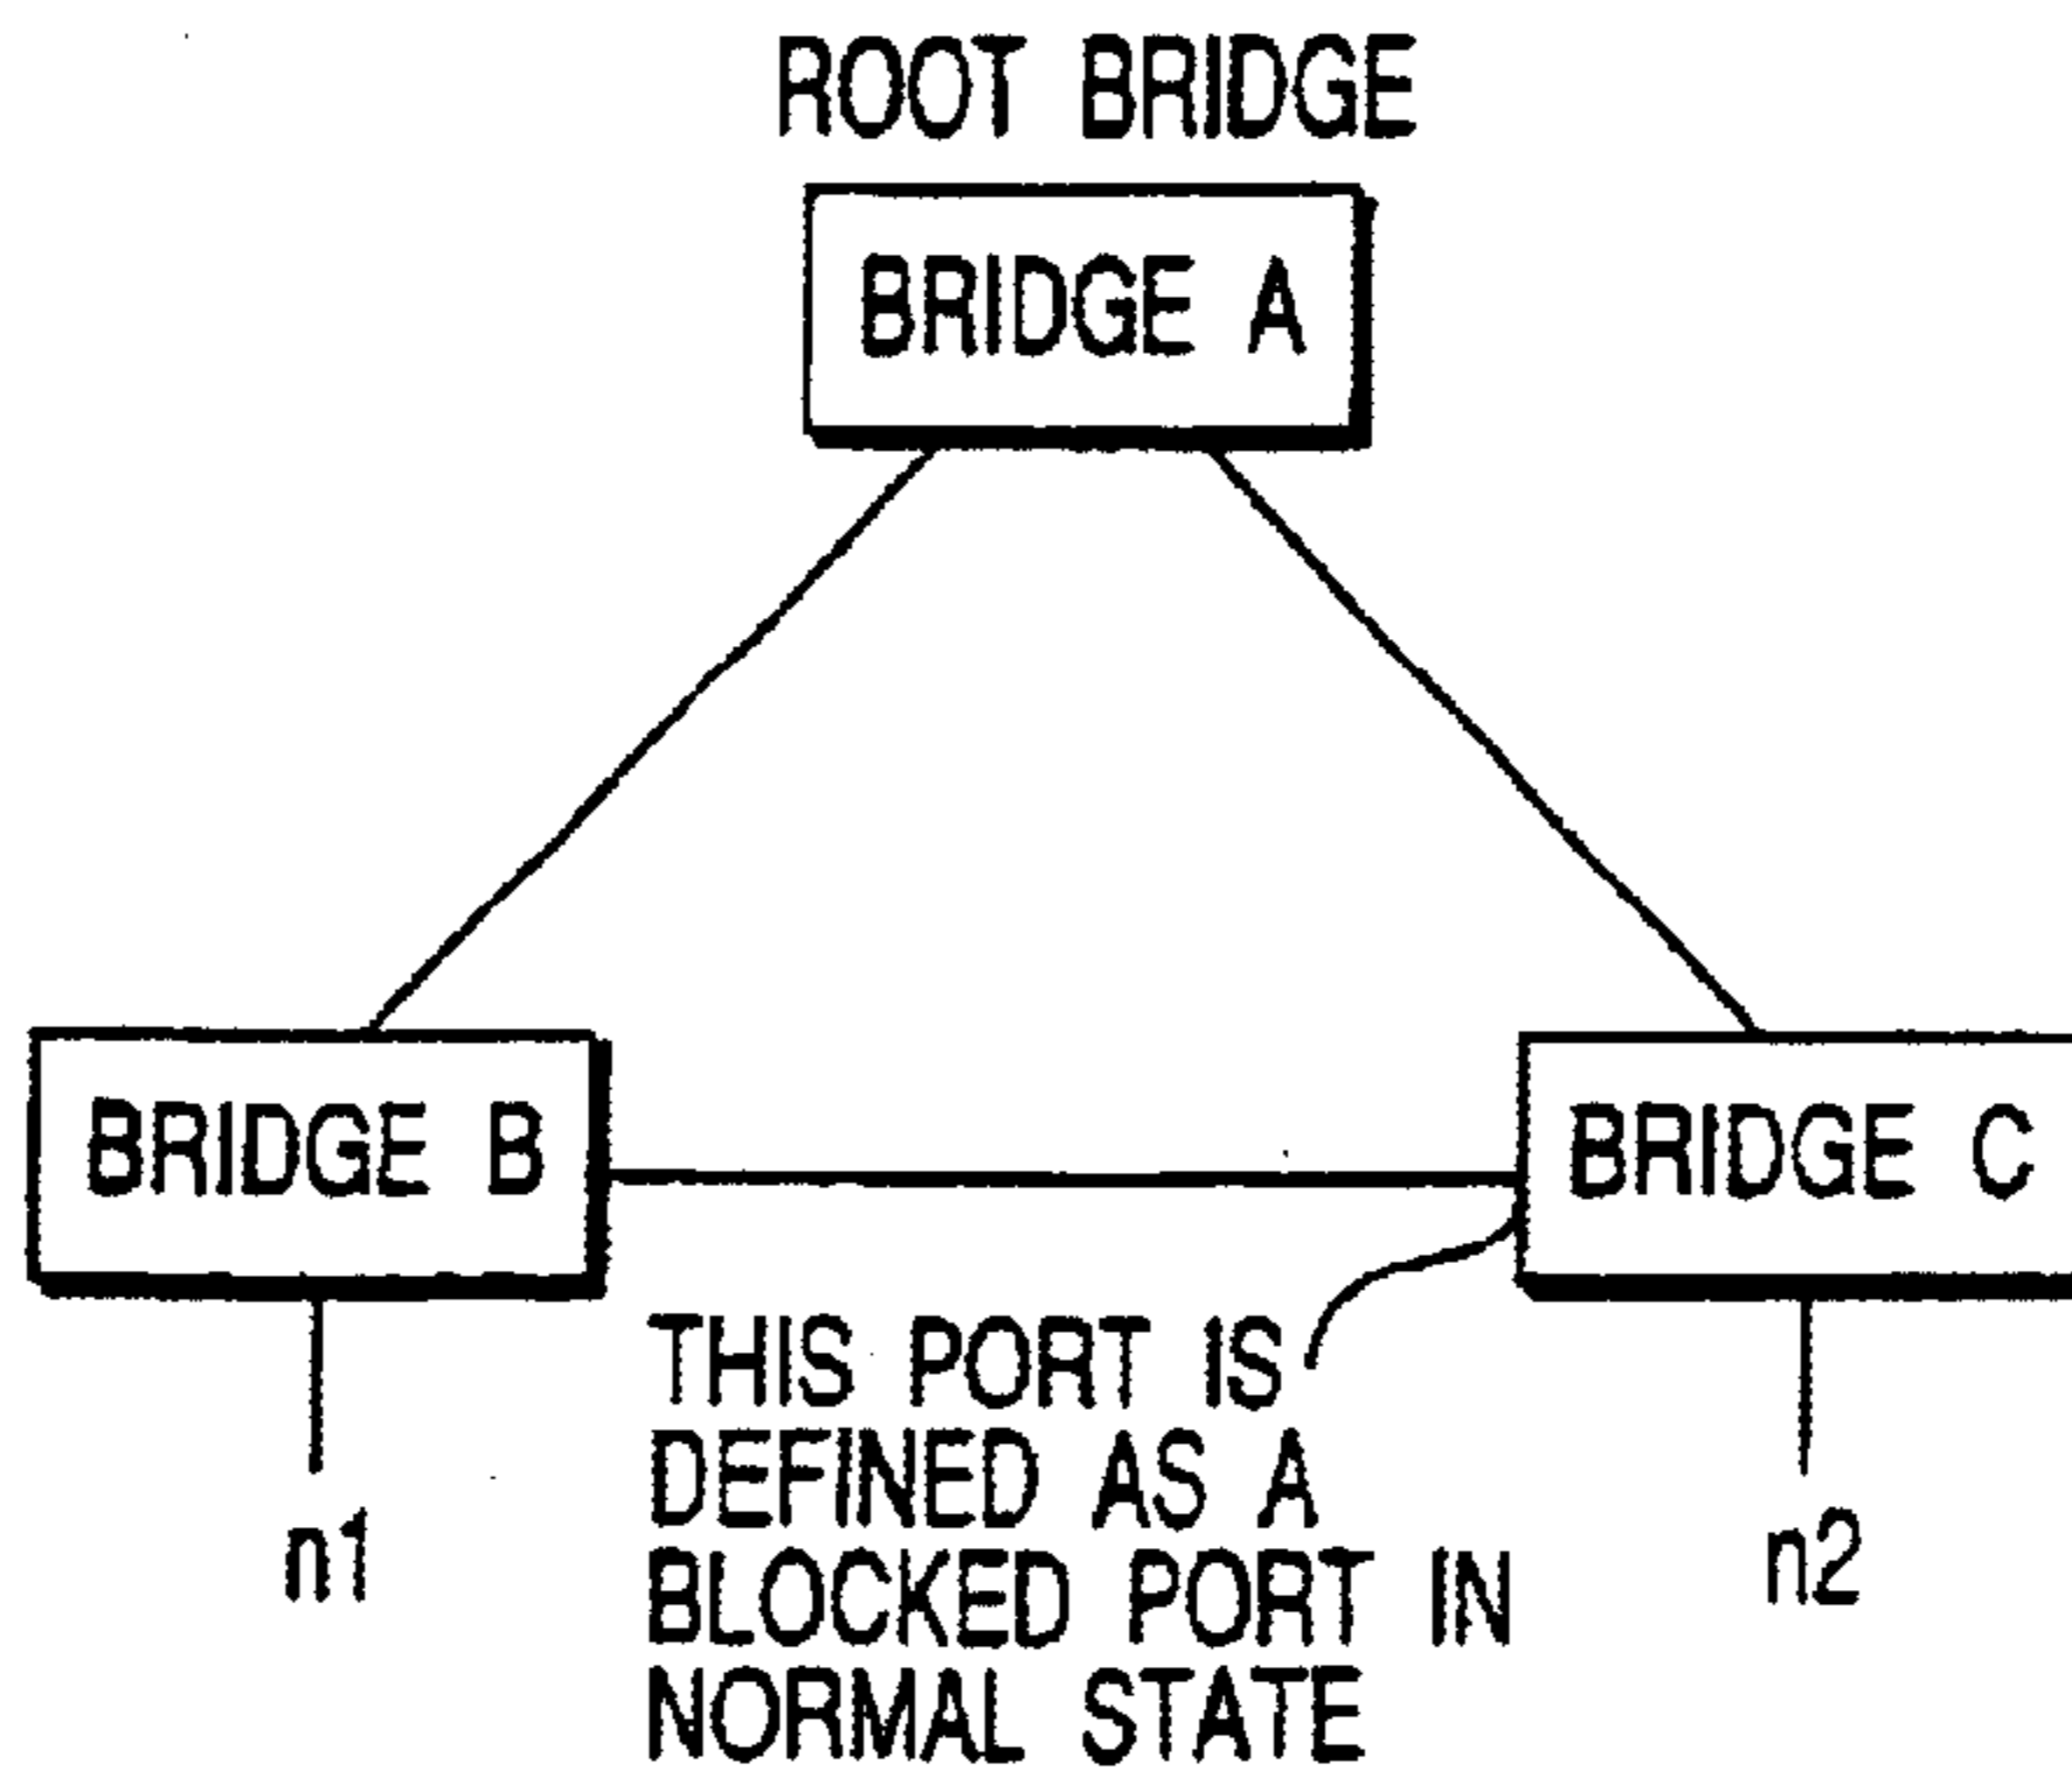 ROOT BRIDGE
BRIDGE A
BRIDGE B
BRIDGE C
THIS PORT IS
DEFINED AS A
BLOCKED PORT IN
NORMAL STATE
n1
n2